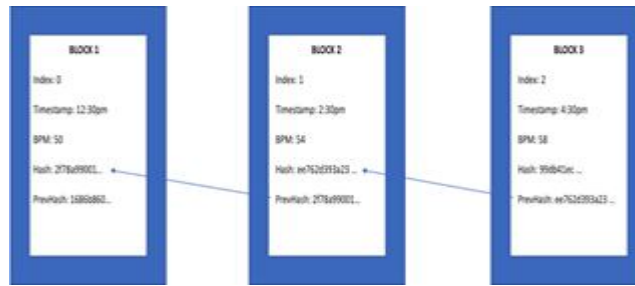 BLOCK 1
Index: 0
Timestamp: 12:30pm
BPM: 50
Hash: 2f78a99001...
PrevHash: 1686b860...
BLOCK 2
Index: 1
Timestamp: 2:30pm
BPM: 54
Hash: ee762d393a23 ...
PrevHash: 2f78a99001...
BLOCK 3
Index: 2
Timestamp: 4:30pm
BPM: 58
Hash: 99db41ec ...
PrevHash: ee762d393a23 ...